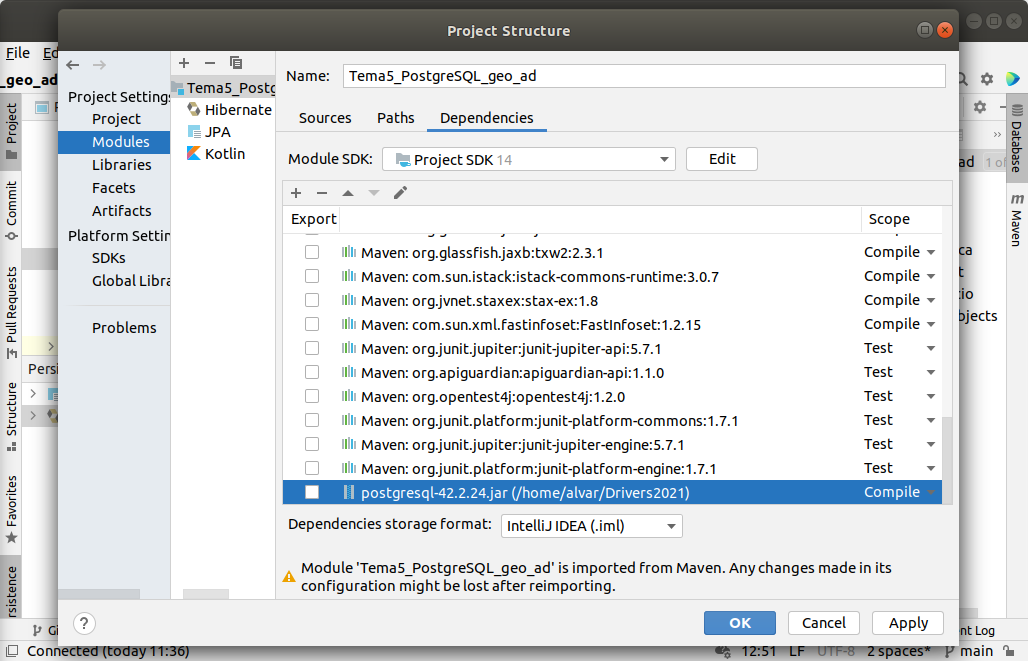 Project Structure
File
_geo_ad
Project
Commit
Pull Requests
Structure
Favorites
Persi
Project Settings
Project
Modules
Libraries
Facets
Artifacts
Platform Settin
SDKs
Global Libra
Problems
Tema5_Postg
Hibernate
JPA
Kotlin
Name: Tema5_PostgreSQL_geo_ad
Sources Paths Dependencies
Module SDK: Project SDK 14 Edit
Export Scope
Maven: org.glassfish.jaxb:txw2:2.3.1 Compile
Maven: com.sun.istack:istack-commons-runtime:3.0.7 Compile
Maven: org.jvnet.staxex:stax-ex:1.8 Compile
Maven: com.sun.xml.fastinfoset:FastInfoset:1.2.15 Compile
Maven: org.junit.jupiter:junit-jupiter-api:5.7.1 Test
Maven: org.apiguardian:apiguardian-api:1.1.0 Test
Maven: org.opentest4j:opentest4j:1.2.0 Test
Maven: org.junit.platform:junit-platform-commons:1.7.1 Test
Maven: org.junit.jupiter:junit-jupiter-engine:5.7.1 Test
Maven: org.junit.platform:junit-platform-engine:1.7.1 Test
postgresql-42.2.24.jar (/home/alvar/Drivers2021) Compile
Dependencies storage format: IntelliJ IDEA (.iml)
Module 'Tema5_PostgreSQL_geo_ad' is imported from Maven. Any changes made in its
configuration might be lost after reimporting.
? OK Cancel Apply
Database
m Maven
ad 1 of
ca
t
tio
bjects
sistence
Gi
nt Log
Connected (today 11:36) 12:51 LF UTF-8 2 spaces* main